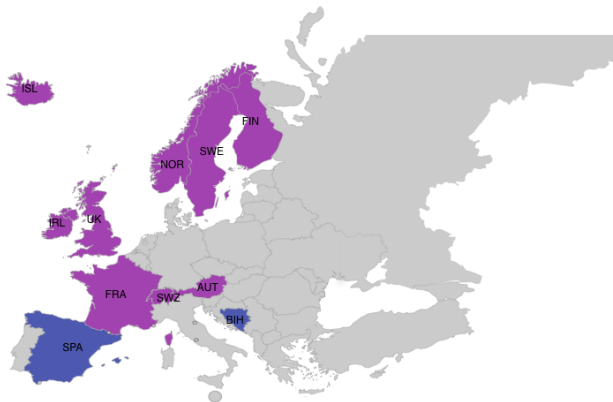 ISL
FIN
SWE
NOR
IRL
UK
AUT
FRA
SWZ
BIH
SPA